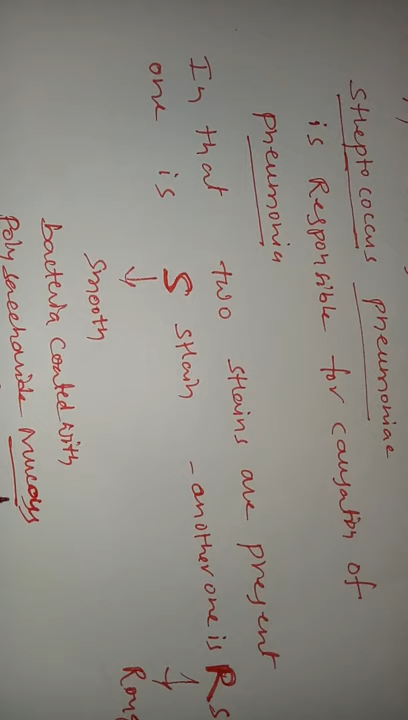 Streptococcus pneumoniae
is Responsible for causation of
pneumonia
In that two strains are present
one is S strain - another one is R s
↓ ↓
Smooth Roug
bacteria coated with
Polysaccharide mucous